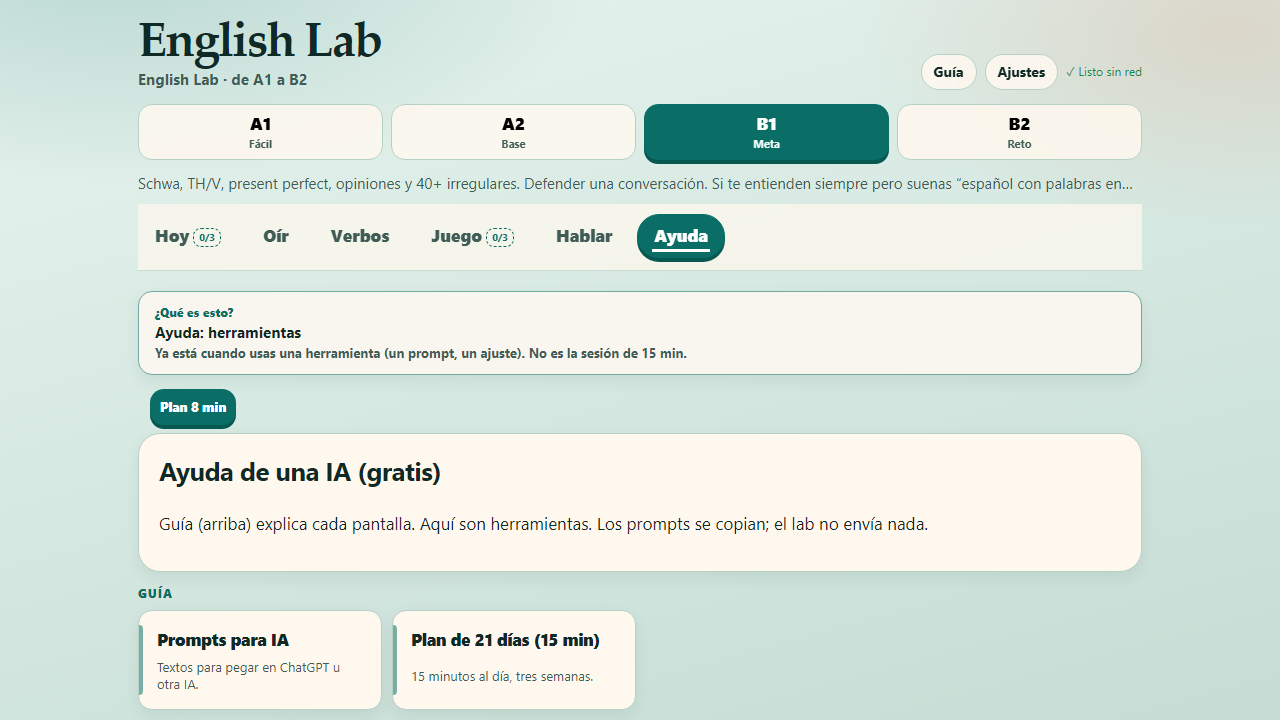 English Lab
English Lab · de A1 a B2
Guía
Ajustes
✓ Listo sin red
A1
Fácil
A2
Base
B1
Meta
B2
Reto
Schwa, TH/V, present perfect, opiniones y 40+ irregulares. Defender una conversación. Si te entienden siempre pero suenas “español con palabras en…
Hoy 0/3
Oír
Verbos
Juego 0/3
Hablar
Ayuda
¿Qué es esto?
Ayuda: herramientas
Ya está cuando usas una herramienta (un prompt, un ajuste). No es la sesión de 15 min.
Plan 8 min
Ayuda de una IA (gratis)
Guía (arriba) explica cada pantalla. Aquí son herramientas. Los prompts se copian; el lab no envía nada.
GUÍA
Prompts para IA
Textos para pegar en ChatGPT u
otra IA.
Plan de 21 días (15 min)
15 minutos al día, tres semanas.